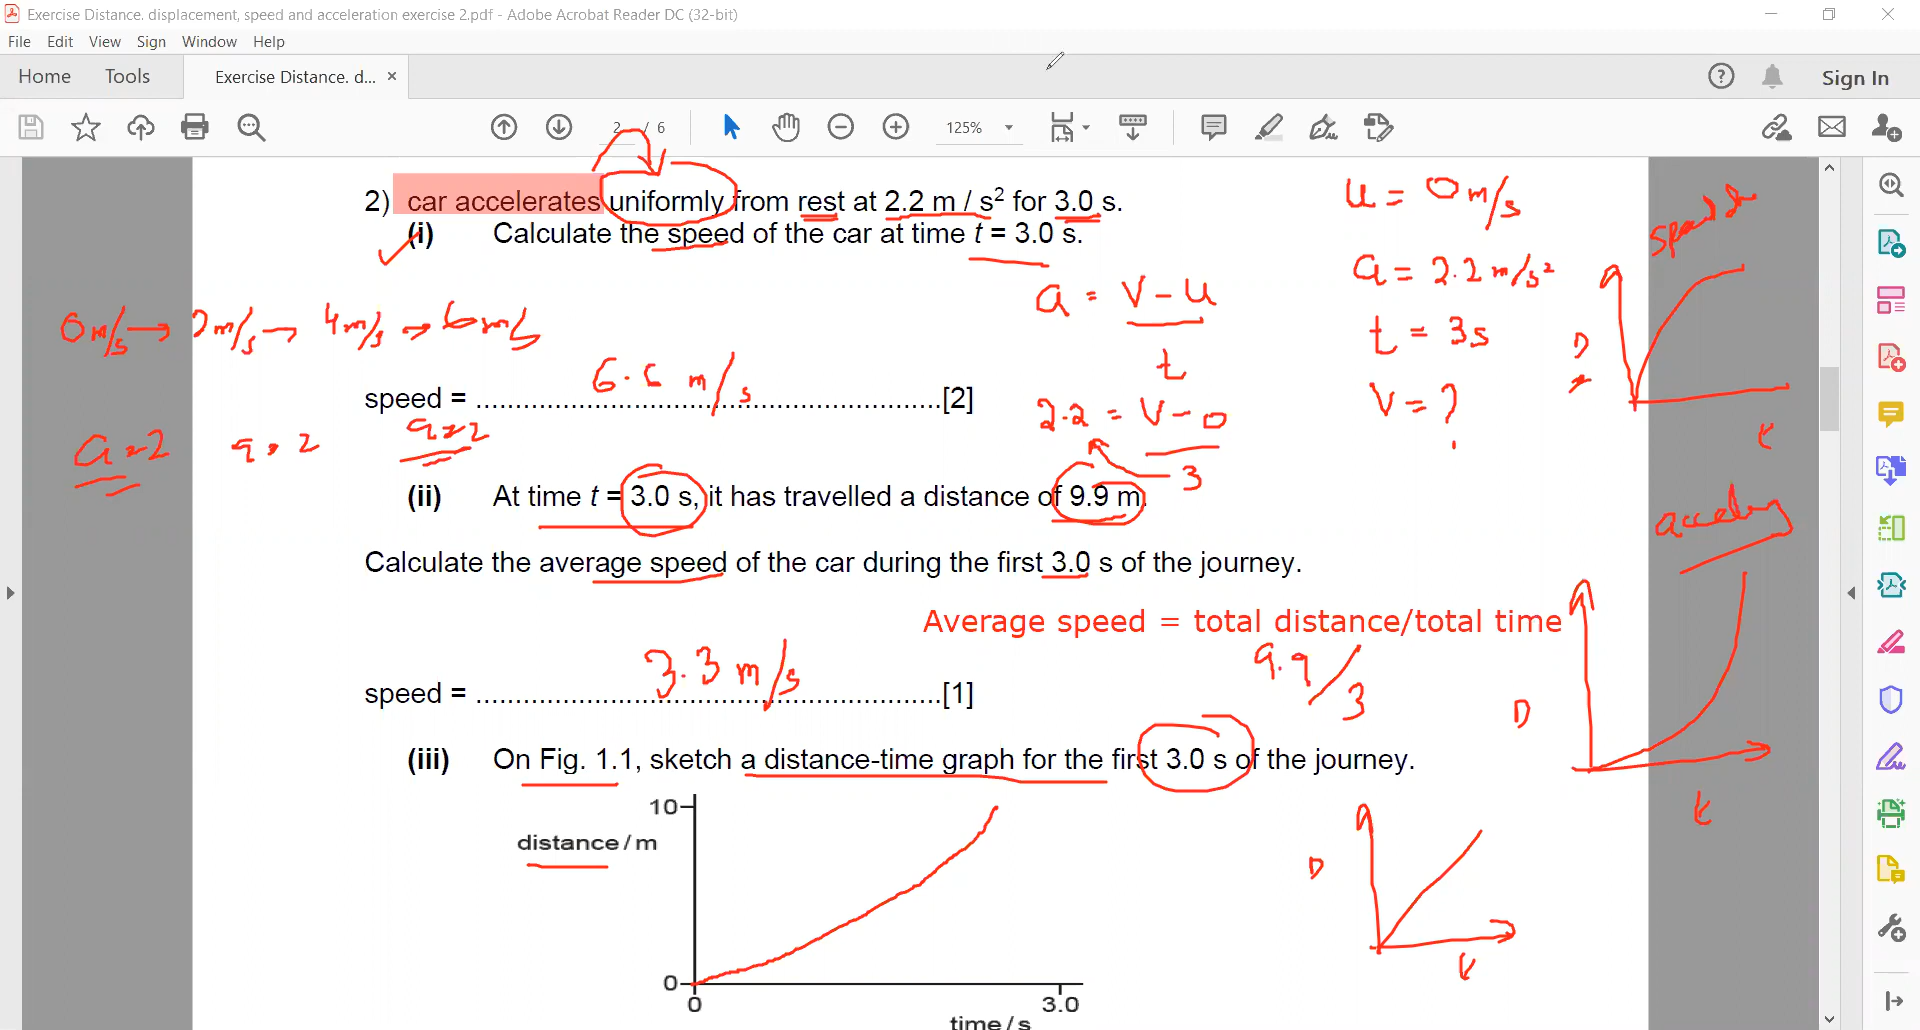 Exercise Distance. displacement, speed and acceleration exercise 2.pdf - Adobe Acrobat Reader DC (32-bit)
File Edit View Sign Window Help
Home Tools Exercise Distance. d... × Sign In
2 / 6 125%
2) car accelerates uniformly from rest at 2.2 m / s² for 3.0 s.
u = 0 m/s
speed
(i) Calculate the speed of the car at time t = 3.0 s.
a = 2.2 m/s²
a = v - u
t
0 m/s → 2 m/s → 4 m/s → 6 m/s
t = 3s
D
speed = ........................................................[2]
6.6 m/s
2.2 = v - 0
3
v = ?
t
a = 2 a = 2 a = 2
(ii) At time t = 3.0 s, it has travelled a distance of 9.9 m.
Calculate the average speed of the car during the first 3.0 s of the journey.
Average speed = total distance/total time
9.9/3
speed = ........................................................[1]
3.3 m/s
D
t
(iii) On Fig. 1.1, sketch a distance-time graph for the first 3.0 s of the journey.
10
distance / m
D
t
0
0 3.0
time / s